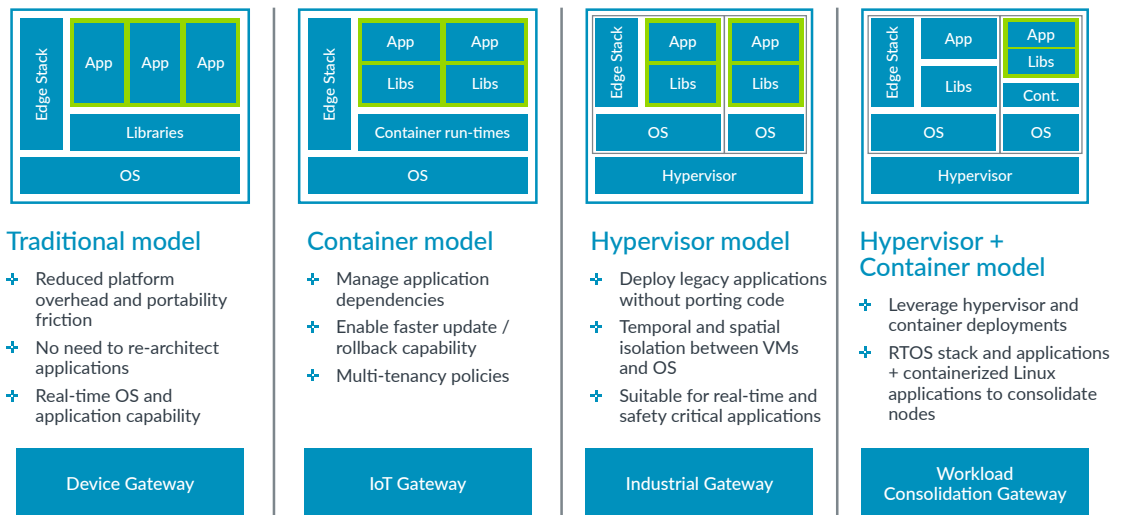 Edge Stack
App
App
App
Libraries
OS
Traditional model
Reduced platform
overhead and portability
friction
No need to re-architect
applications
Real-time OS and
application capability
Device Gateway
Edge Stack
App
App
Libs
Libs
Container run-times
OS
Container model
Manage application
dependencies
Enable faster update /
rollback capability
Multi-tenancy policies
IoT Gateway
Edge Stack
App
App
Libs
Libs
OS
OS
Hypervisor
Hypervisor model
Deploy legacy applications
without porting code
Temporal and spatial
isolation between VMs
and OS
Suitable for real-time and
safety critical applications
Industrial Gateway
Edge Stack
App
Libs
App
Libs
Cont.
OS
OS
Hypervisor
Hypervisor +
Container model
Leverage hypervisor and
container deployments
RTOS stack and applications
+ containerized Linux
applications to consolidate
nodes
Workload
Consolidation Gateway